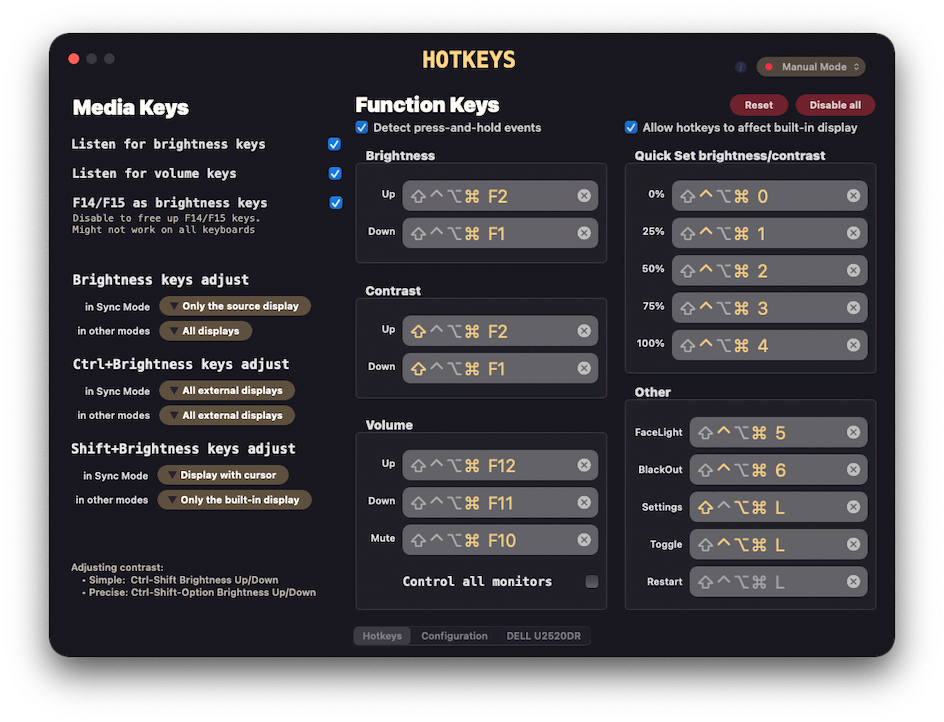 HOTKEYS
Manual Mode
Media Keys
Listen for brightness keys
Listen for volume keys
F14/F15 as brightness keys
Disable to free up F14/F15 keys.
Might not work on all keyboards
Brightness keys adjust
in Sync Mode ▼ Only the source display
in other modes ▼ All displays
Ctrl+Brightness keys adjust
in Sync Mode ▼ All external displays
in other modes ▼ All external displays
Shift+Brightness keys adjust
in Sync Mode ▼ Display with cursor
in other modes ▼ Only the built-in display
Adjusting contrast:
• Simple: Ctrl-Shift Brightness Up/Down
• Precise: Ctrl-Shift-Option Brightness Up/Down
Function Keys
Detect press-and-hold events
Brightness
Up ⇧⌃⌥⌘ F2
Down ⇧⌃⌥⌘ F1
Contrast
Up ⇧⌃⌥⌘ F2
Down ⇧⌃⌥⌘ F1
Volume
Up ⇧⌃⌥⌘ F12
Down ⇧⌃⌥⌘ F11
Mute ⇧⌃⌥⌘ F10
Control all monitors
Reset Disable all
Allow hotkeys to affect built-in display
Quick Set brightness/contrast
0% ⇧⌃⌥⌘ 0
25% ⇧⌃⌥⌘ 1
50% ⇧⌃⌥⌘ 2
75% ⇧⌃⌥⌘ 3
100% ⇧⌃⌥⌘ 4
Other
FaceLight ⇧⌃⌥⌘ 5
BlackOut ⇧⌃⌥⌘ 6
Settings ⇧⌃⌥⌘ L
Toggle ⇧⌃⌥⌘ L
Restart ⇧⌃⌥⌘ L
Hotkeys Configuration DELL U2520DR